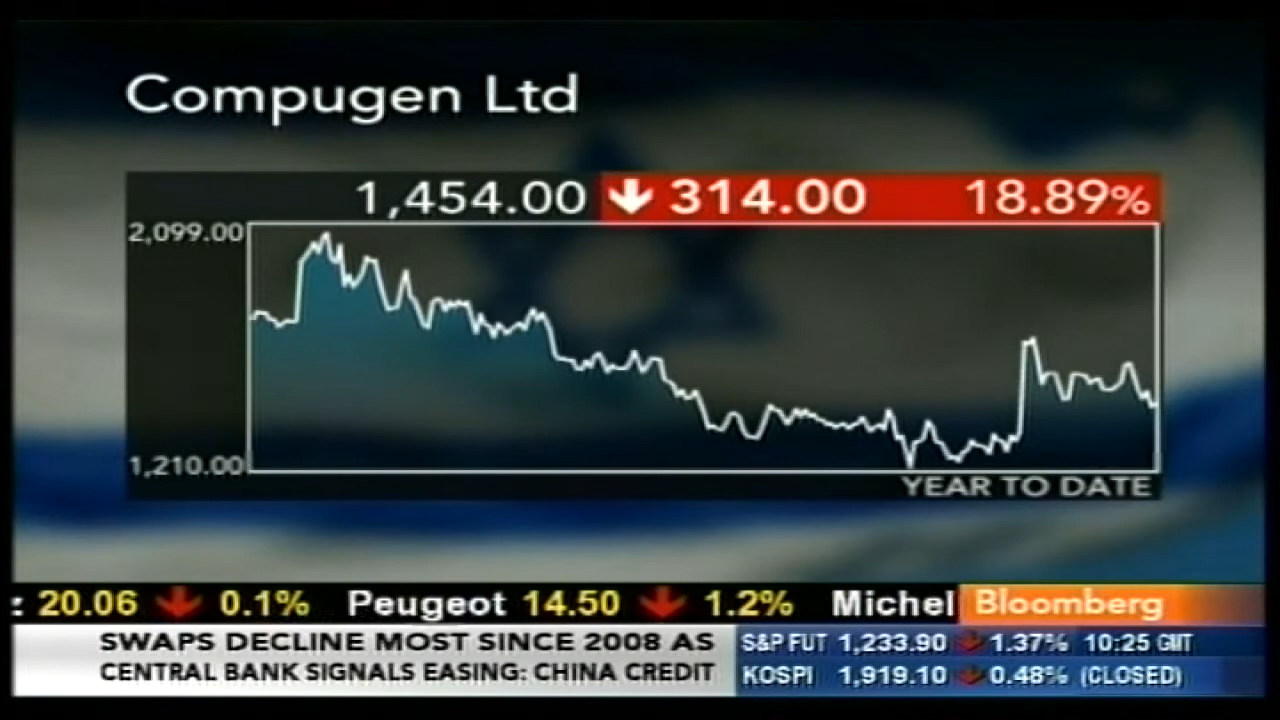 Compugen Ltd
1,454.00 314.00 18.89%
2,099.00
1,210.00
YEAR TO DATE
: 20.06 0.1% Peugeot 14.50 1.2% Michel Bloomberg
SWAPS DECLINE MOST SINCE 2008 AS
CENTRAL BANK SIGNALS EASING: CHINA CREDIT
S&P FUT 1,233.90 1.37% 10:25 GMT
KOSPI 1,919.10 0.48% (CLOSED)